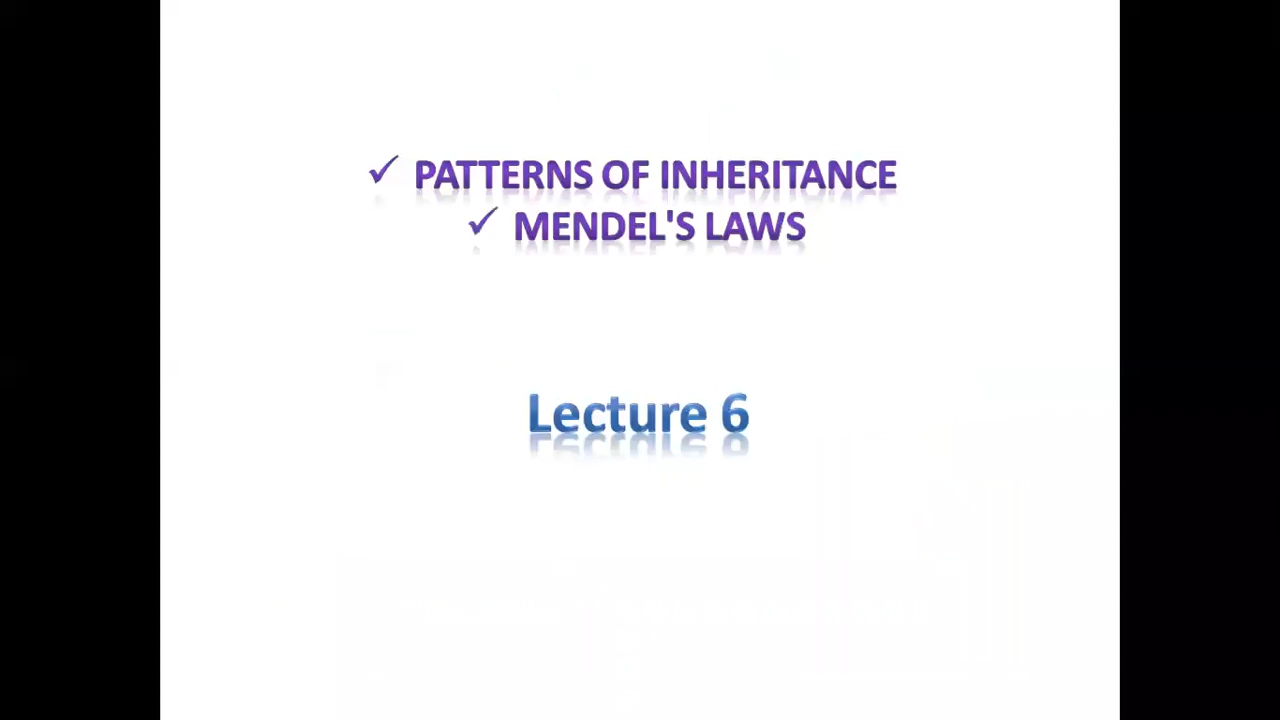 ✓ PATTERNS OF INHERITANCE
✓ MENDEL'S LAWS
Lecture 6